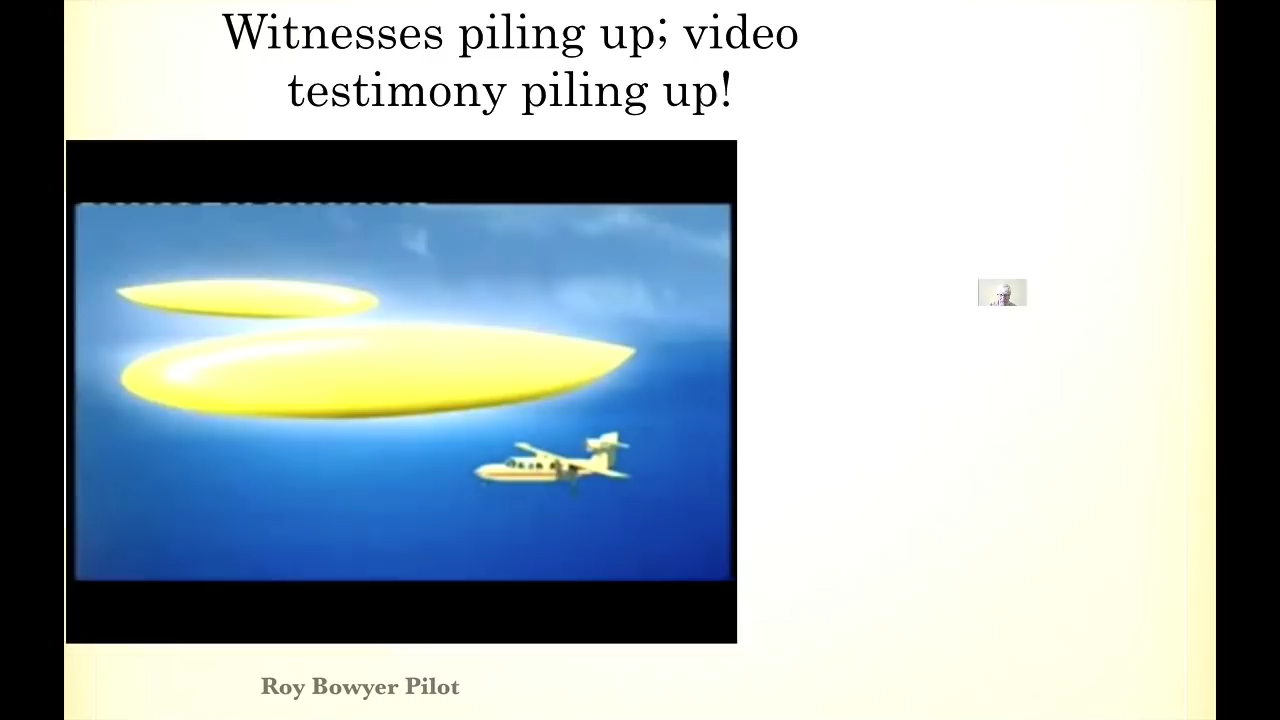 Witnesses piling up; video
testimony piling up!
Roy Bowyer Pilot